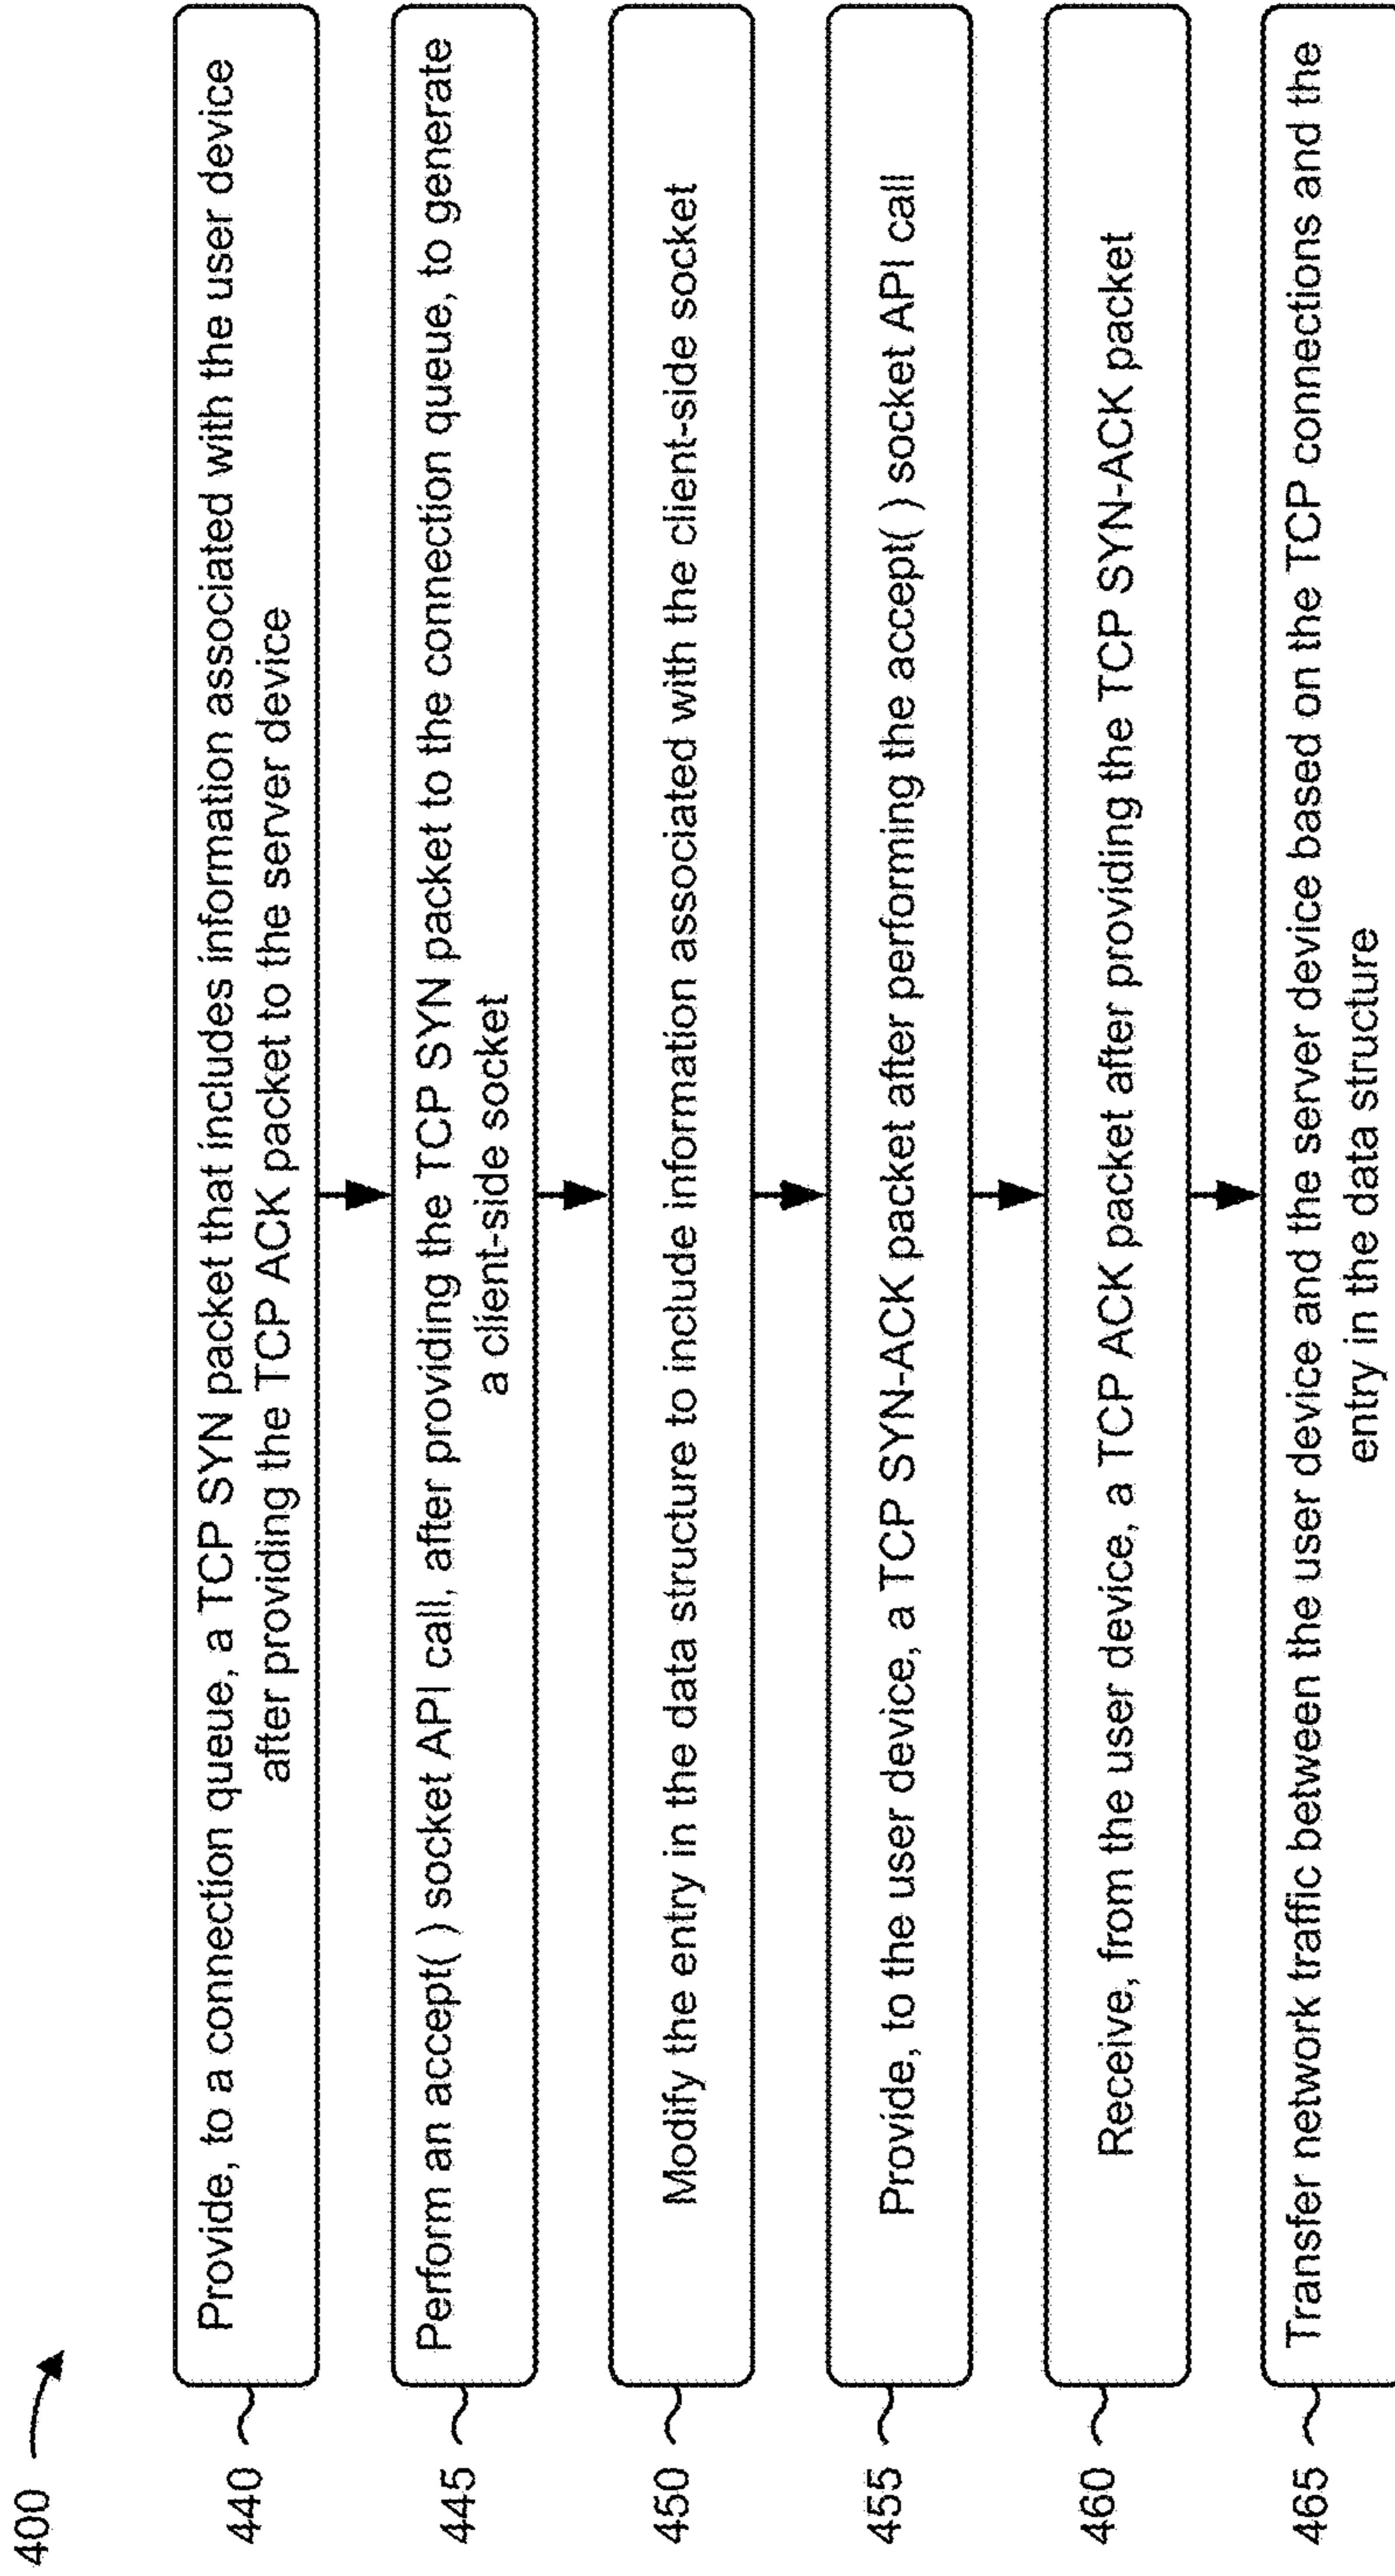 400
440
Provide, to a connection queue, a TCP SYN packet that includes information associated with the user device
after providing the TCP ACK packet to the server device
445
Perform an accept( ) socket API call, after providing the TCP SYN packet to the connection queue, to generate
a client-side socket
450
Modify the entry in the data structure to include information associated with the client-side socket
455
Provide, to the user device, a TCP SYN-ACK packet after performing the accept( ) socket API call
460
Receive, from the user device, a TCP ACK packet after providing the TCP SYN-ACK packet
465
Transfer network traffic between the user device and the server device based on the TCP connections and the
entry in the data structure